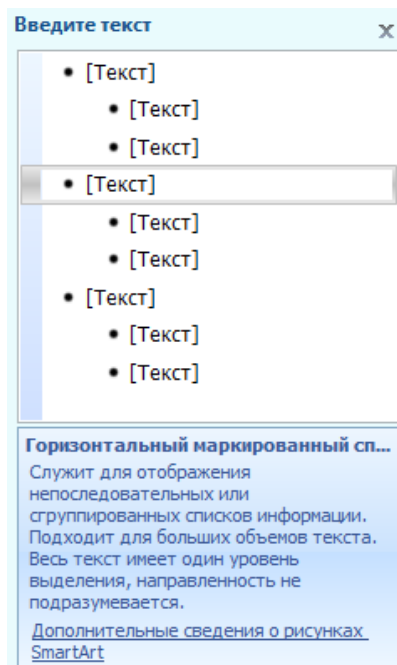 Введите текст
[Текст]
[Текст]
[Текст]
[Текст]
[Текст]
[Текст]
[Текст]
[Текст]
[Текст]
Горизонтальный маркированный сп...
Служит для отображения
непоследовательных или
сгруппированных списков информации.
Подходит для больших объемов текста.
Весь текст имеет один уровень
выделения, направленность не
подразумевается.
Дополнительные сведения о рисунках
SmartArt